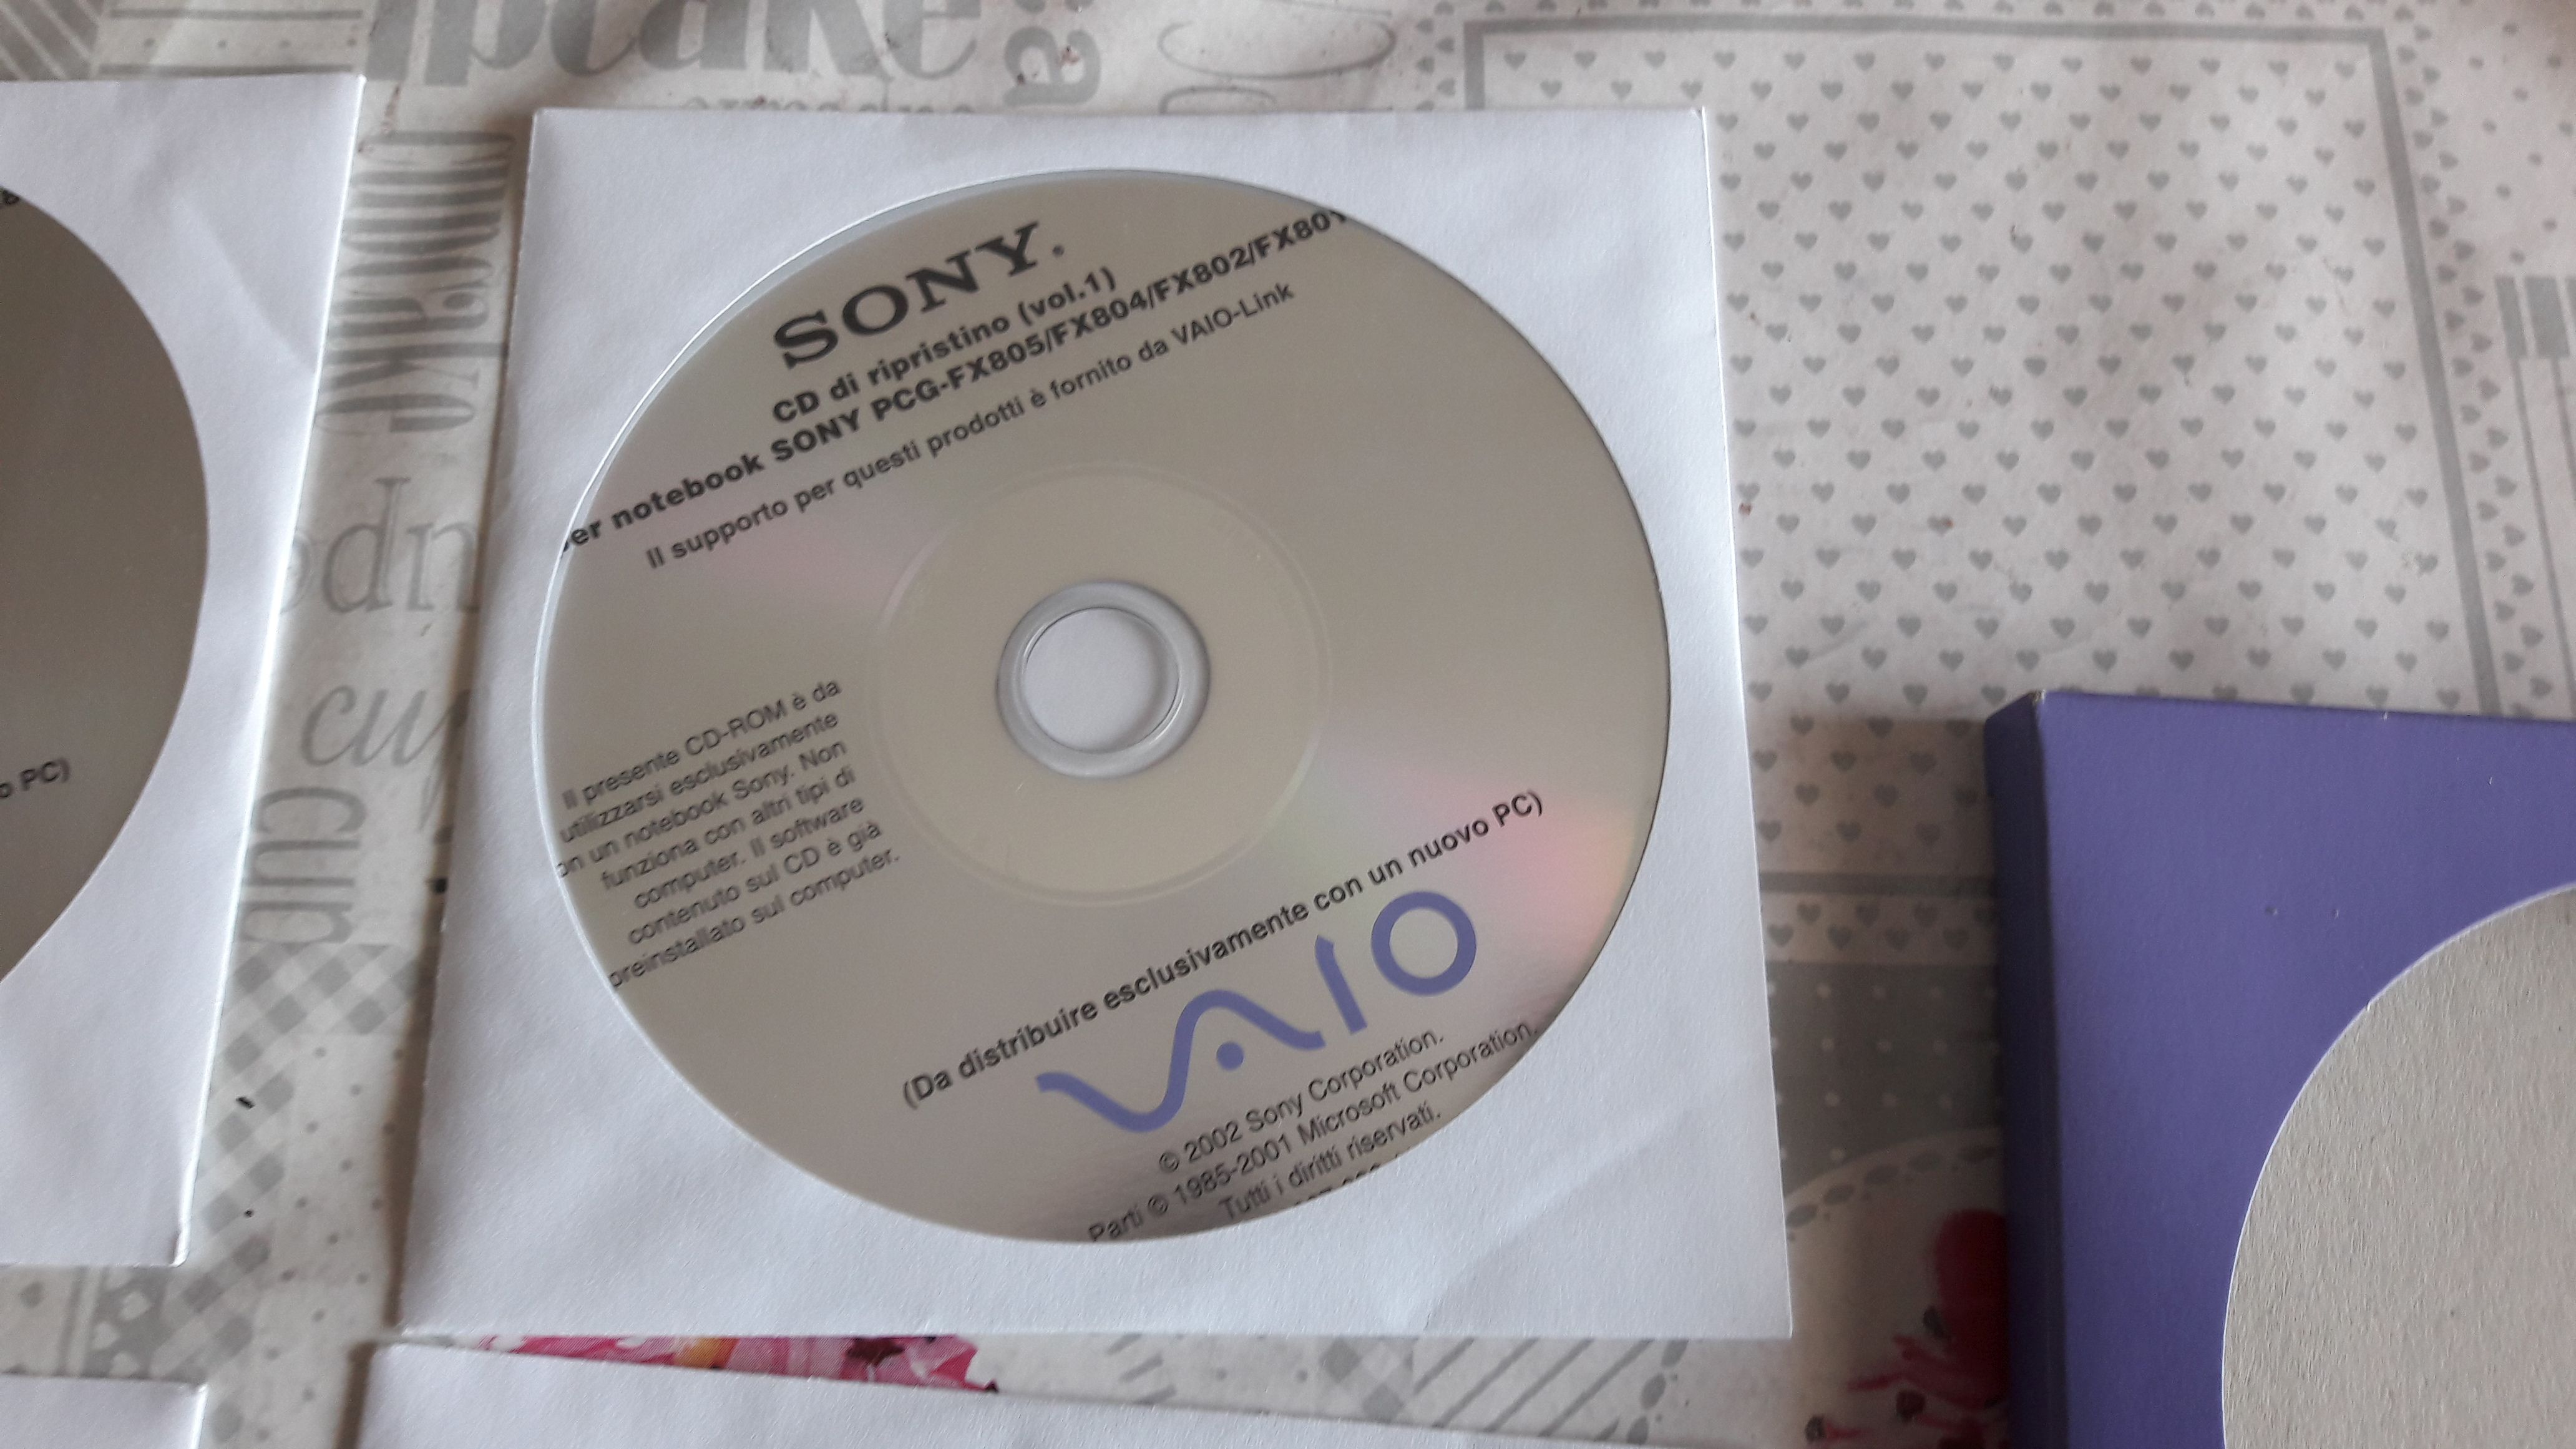 SONY®
CD di ripristino (vol.1)
per notebook SONY PCG-FX805/FX804/FX802/FX801
Il supporto per questi prodotti è fornito da VAIO-Link
Il presente CD-ROM è da
utilizzarsi esclusivamente
con un notebook Sony. Non
funziona con altri tipi di
computer. Il software
contenuto sul CD è già
preinstallato sul computer.
(Da distribuire esclusivamente con un nuovo PC)
VAIO
© 2002 Sony Corporation.
Parti © 1985-2001 Microsoft Corporation.
Tutti i diritti riservati.
o PC)